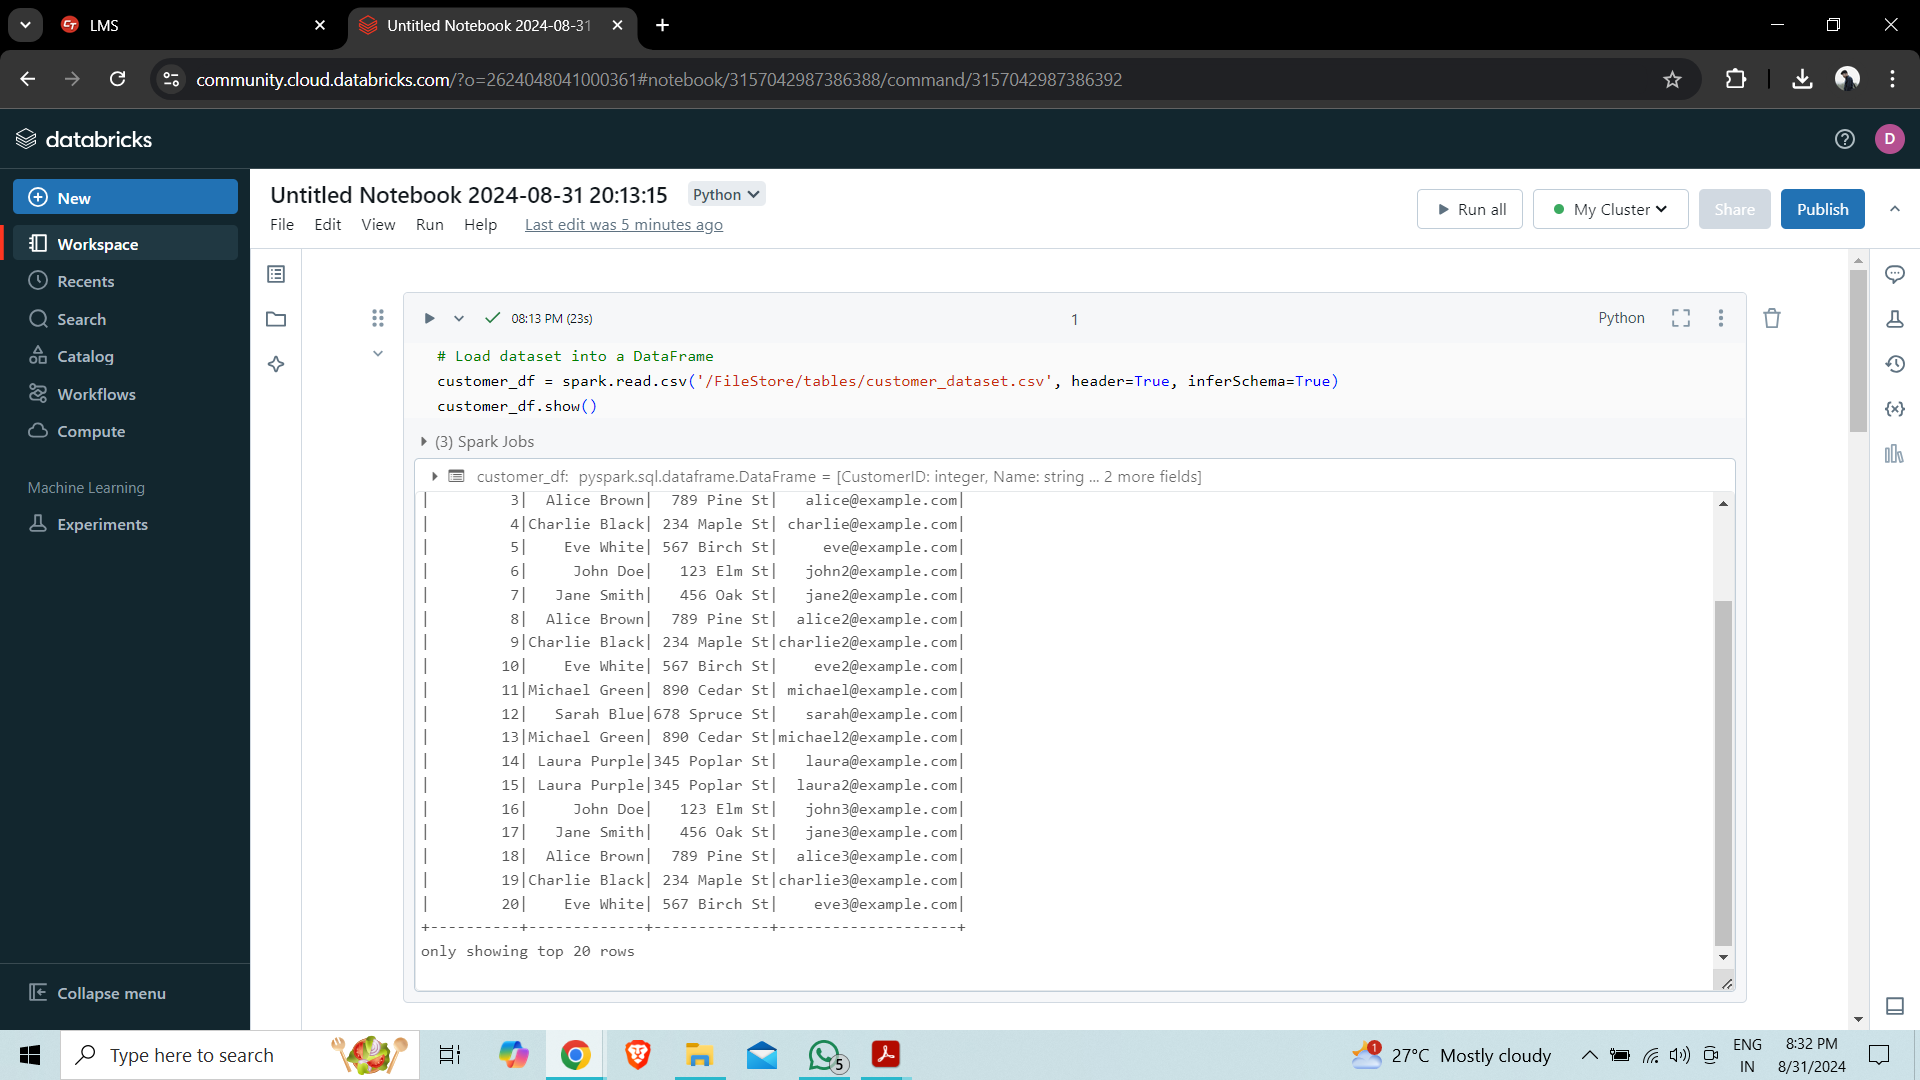 LMS
Untitled Notebook 2024-08-31
community.cloud.databricks.com/?o=2624048041000361#notebook/3157042987386388/command/3157042987386392
databricks
D
New
Workspace
Recents
Search
Catalog
Workflows
Compute
Machine Learning
Experiments
Collapse menu
Untitled Notebook 2024-08-31 20:13:15 Python
File Edit View Run Help Last edit was 5 minutes ago
Run all My Cluster Share Publish
08:13 PM (23s) 1 Python
# Load dataset into a DataFrame
customer_df = spark.read.csv('/FileStore/tables/customer_dataset.csv', header=True, inferSchema=True)
customer_df.show()
(3) Spark Jobs
customer_df: pyspark.sql.dataframe.DataFrame = [CustomerID: integer, Name: string ... 2 more fields]
|         3|  Alice Brown|  789 Pine St|   alice@example.com|
|         4|Charlie Black| 234 Maple St| charlie@example.com|
|         5|    Eve White| 567 Birch St|     eve@example.com|
|         6|     John Doe|   123 Elm St|   john2@example.com|
|         7|   Jane Smith|   456 Oak St|   jane2@example.com|
|         8|  Alice Brown|  789 Pine St|  alice2@example.com|
|         9|Charlie Black| 234 Maple St|charlie2@example.com|
|        10|    Eve White| 567 Birch St|    eve2@example.com|
|        11|Michael Green| 890 Cedar St| michael@example.com|
|        12|   Sarah Blue|678 Spruce St|   sarah@example.com|
|        13|Michael Green| 890 Cedar St|michael2@example.com|
|        14| Laura Purple|345 Poplar St|   laura@example.com|
|        15| Laura Purple|345 Poplar St|  laura2@example.com|
|        16|     John Doe|   123 Elm St|   john3@example.com|
|        17|   Jane Smith|   456 Oak St|   jane3@example.com|
|        18|  Alice Brown|  789 Pine St|  alice3@example.com|
|        19|Charlie Black| 234 Maple St|charlie3@example.com|
|        20|    Eve White| 567 Birch St|    eve3@example.com|
+----------+-------------+-------------+--------------------+
only showing top 20 rows
Type here to search
5
1
27°C Mostly cloudy
ENG
IN
8:32 PM
8/31/2024